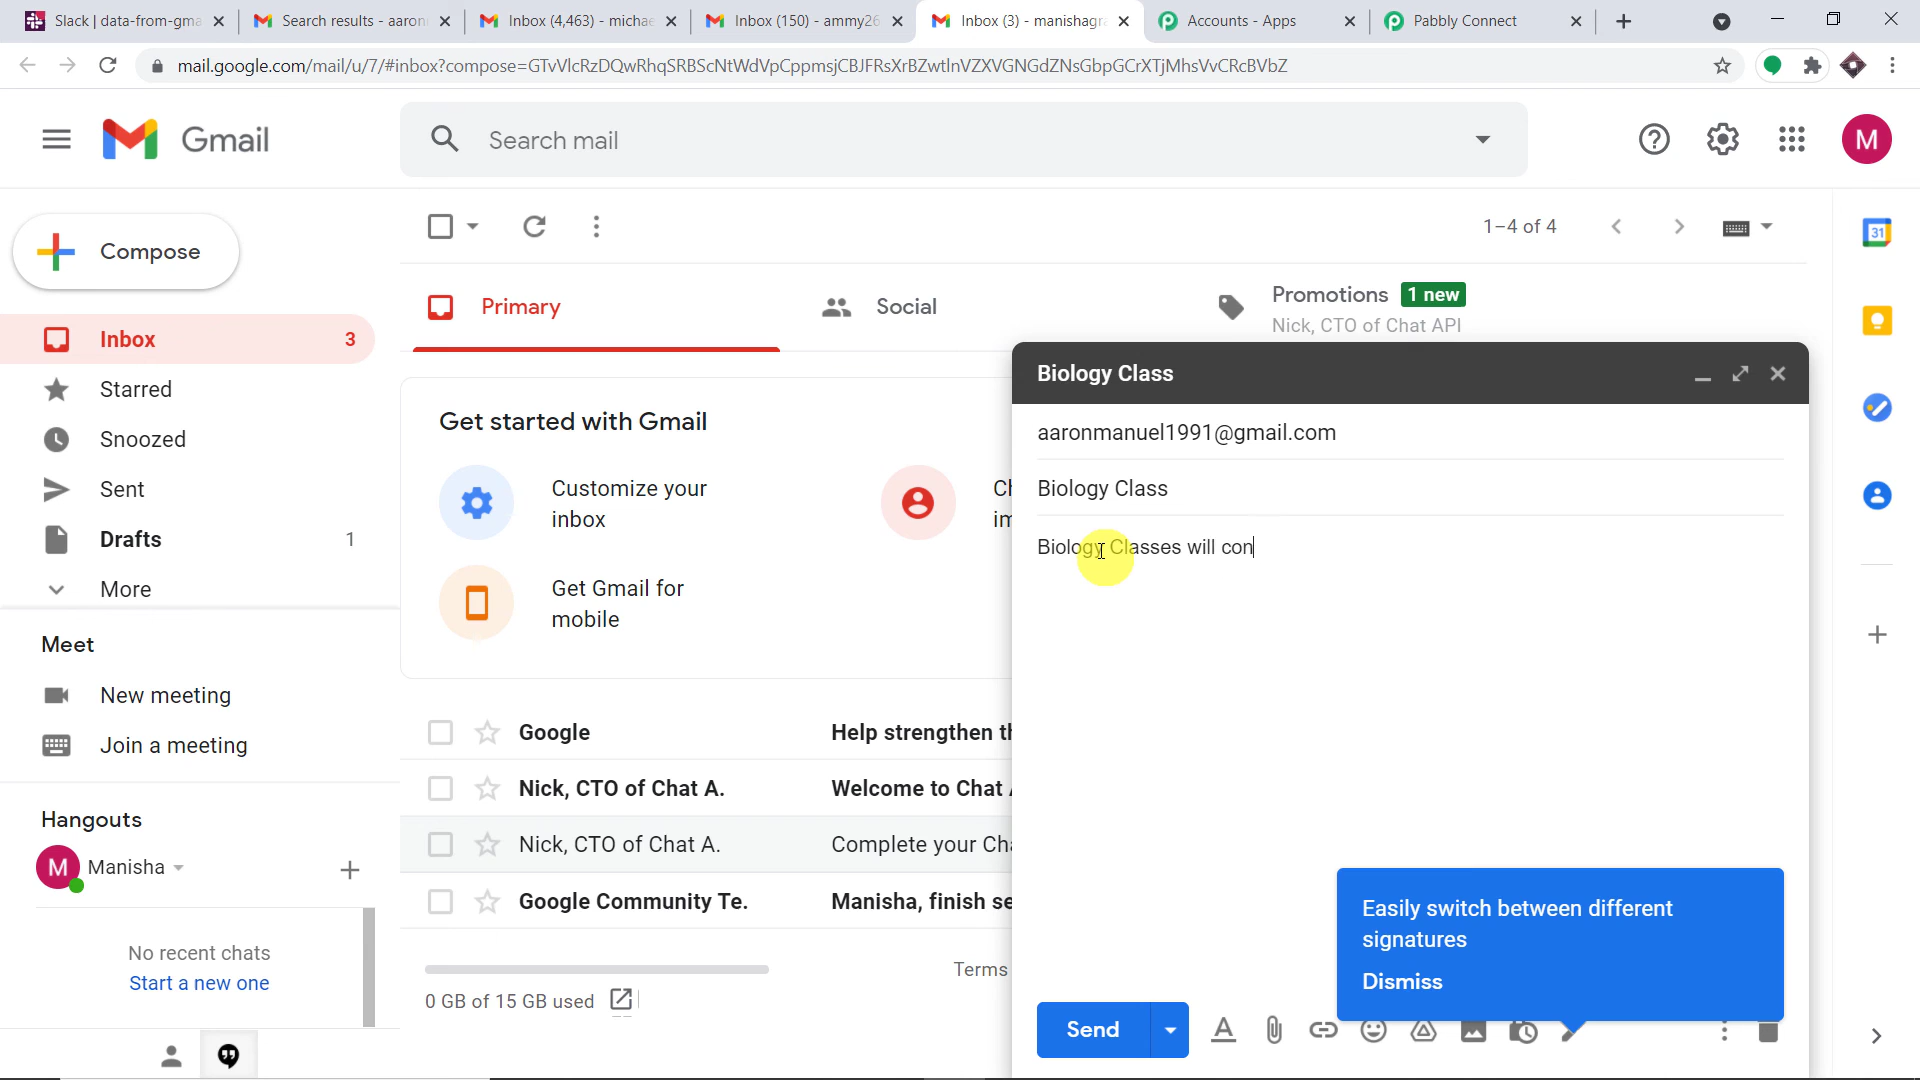 Slack | data-from-gma
Search results - aaron
Inbox (4,463) - michae
Inbox (150) - ammy26
Inbox (3) - manishagra
Accounts - Apps
Pabbly Connect
mail.google.com/mail/u/7/#inbox?compose=GTvVlcRzDQwRhqSRBScNtWdVpCppmsjCBJFRsXrBZwtlnVZXVGNGdZNsGbpGCrXTjMhsVvCRcBVbZ
Gmail
Search mail
M
Compose
1–4 of 4
31
Inbox 3
Starred
Snoozed
Sent
Drafts 1
More
Primary
Social
Promotions 1 new
Nick, CTO of Chat API
Get started with Gmail
Customize your
inbox
Ch
im
Get Gmail for
mobile
Google Help strengthen th
Nick, CTO of Chat A. Welcome to Chat
Nick, CTO of Chat A. Complete your Cha
Google Community Te. Manisha, finish se
0 GB of 15 GB used
Terms
Meet
New meeting
Join a meeting
Hangouts
M Manisha
No recent chats
Start a new one
Biology Class
aaronmanuel1991@gmail.com
Biology Class
Biology Classes will con
Easily switch between different
signatures
Dismiss
Send
A